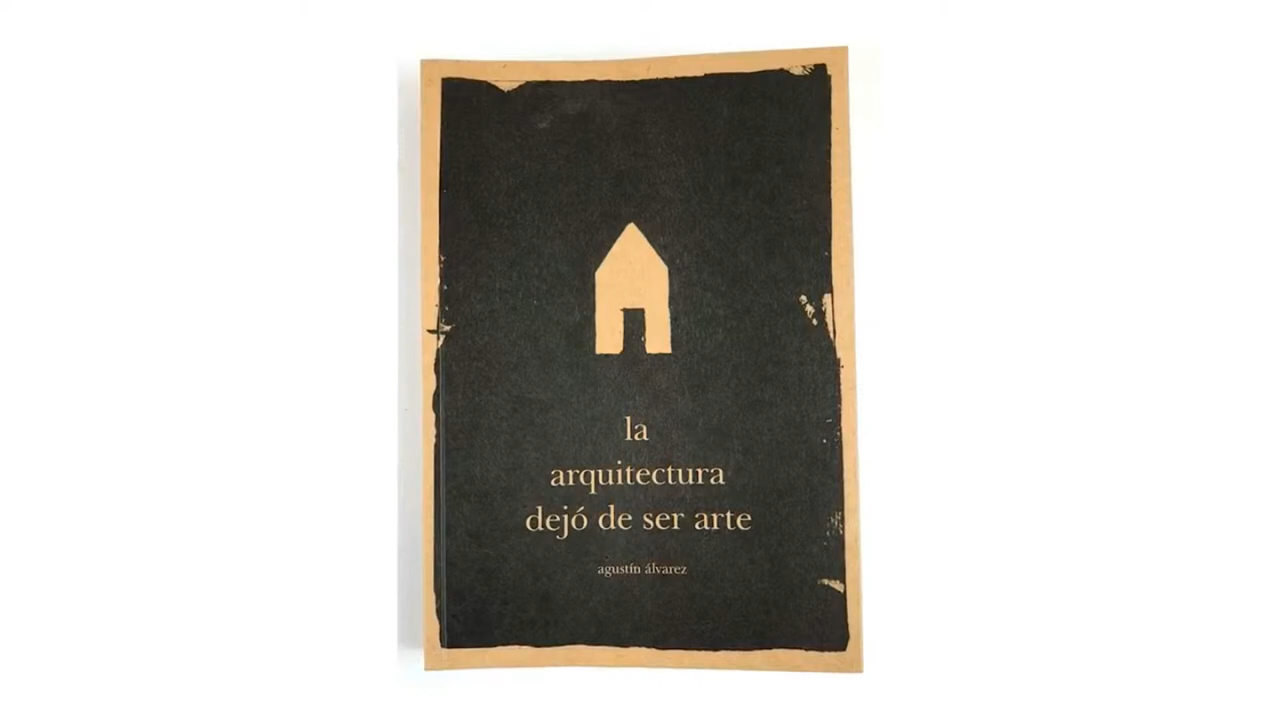 la
arquitectura
dejó de ser arte
agustín álvarez